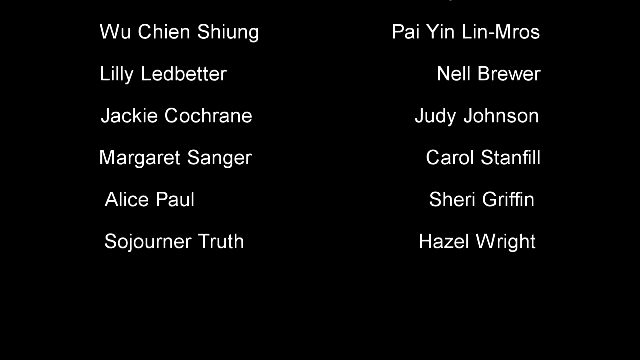 Wu Chien Shiung Pai Yin Lin-Mros
Lilly Ledbetter Nell Brewer
Jackie Cochrane Judy Johnson
Margaret Sanger Carol Stanfill
Alice Paul Sheri Griffin
Sojourner Truth Hazel Wright